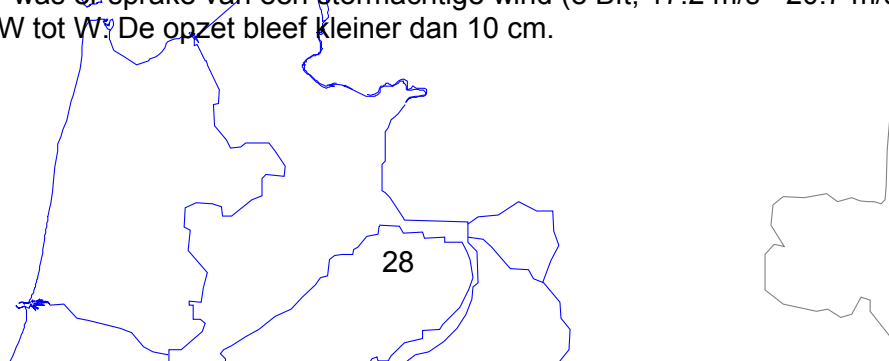 was er sprake van een stormachtige wind (8 Bft, 17.2 m/s - 20.7 m/s
W tot W. De opzet bleef kleiner dan 10 cm.
28